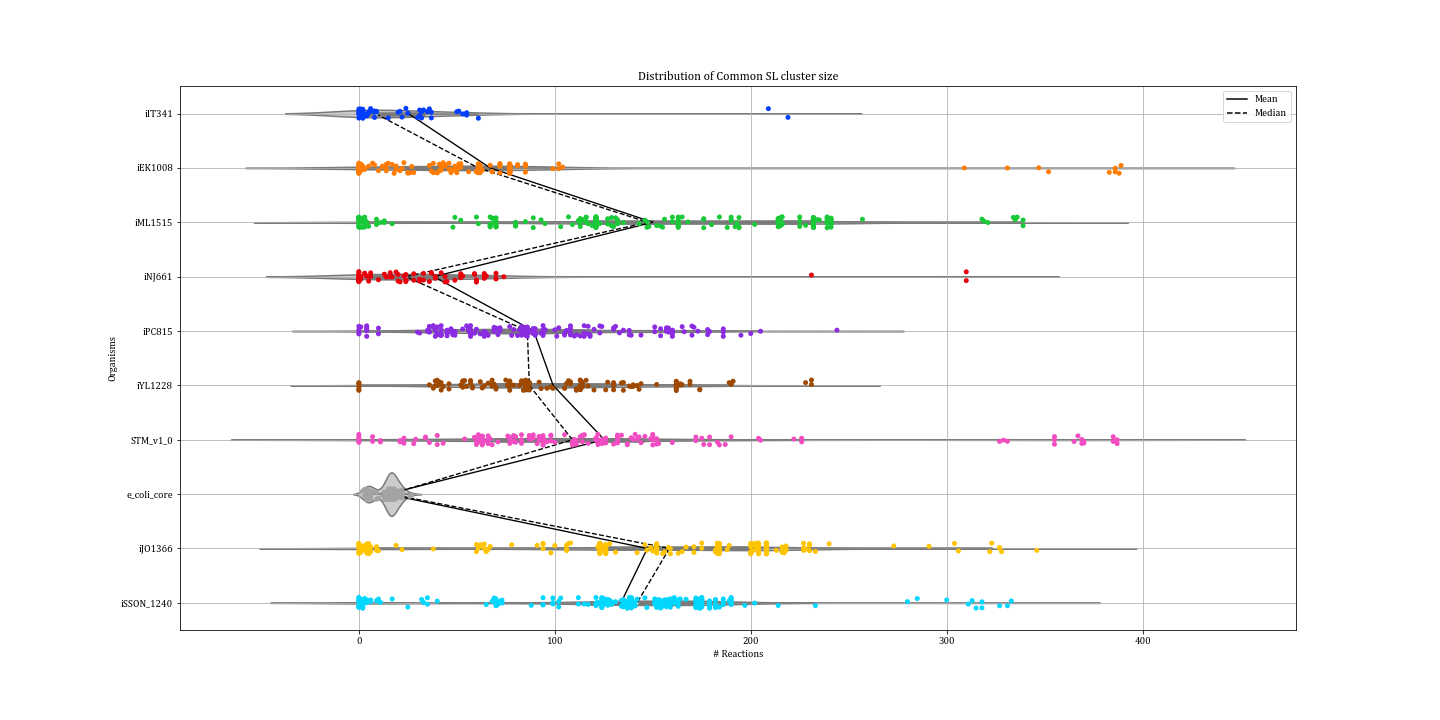 Distribution of Common SL cluster size
Mean
Median
Organisms
iIT341
iEK1008
iML1515
iNJ661
iPC815
iYL1228
STM_v1_0
e_coli_core
iJO1366
iSSON_1240
0 100 200 300 400
# Reactions